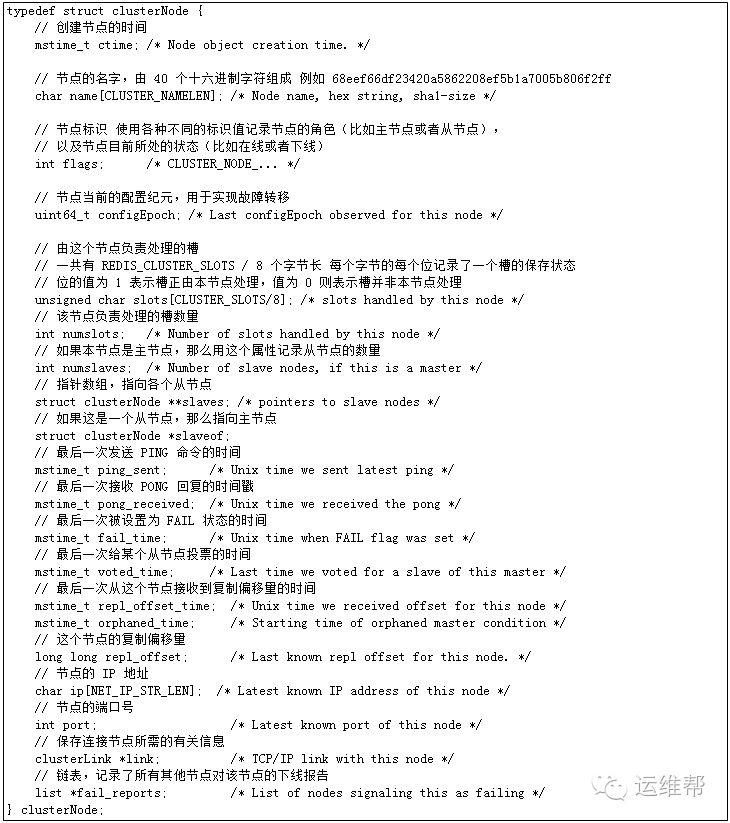 typedef struct clusterNode {
// 创建节点的时间
mstime_t ctime; /* Node object creation time. */
// 节点的名字，由 40 个十六进制字符组成 例如 68eef66df23420a5862208ef5b1a7005b806f2ff
char name[CLUSTER_NAMELEN]; /* Node name, hex string, sha1-size */
// 节点标识 使用各种不同的标识值记录节点的角色（比如主节点或者从节点），
// 以及节点目前所处的状态（比如在线或者下线）
int flags; /* CLUSTER_NODE_... */
// 节点当前的配置纪元，用于实现故障转移
uint64_t configEpoch; /* Last configEpoch observed for this node */
// 由这个节点负责处理的槽
// 一共有 REDIS_CLUSTER_SLOTS / 8 个字节长 每个字节的每个位记录了一个槽的保存状态
// 位的值为 1 表示槽正由本节点处理，值为 0 则表示槽并非本节点处理
unsigned char slots[CLUSTER_SLOTS/8]; /* slots handled by this node */
// 该节点负责处理的槽数量
int numslots; /* Number of slots handled by this node */
// 如果本节点是主节点，那么用这个属性记录从节点的数量
int numslaves; /* Number of slave nodes, if this is a master */
// 指针数组，指向各个从节点
struct clusterNode **slaves; /* pointers to slave nodes */
// 如果这是一个从节点，那么指向主节点
struct clusterNode *slaveof;
// 最后一次发送 PING 命令的时间
mstime_t ping_sent; /* Unix time we sent latest ping */
// 最后一次接收 PONG 回复的时间戳
mstime_t pong_received; /* Unix time we received the pong */
// 最后一次被设置为 FAIL 状态的时间
mstime_t fail_time; /* Unix time when FAIL flag was set */
// 最后一次给某个从节点投票的时间
mstime_t voted_time; /* Last time we voted for a slave of this master */
// 最后一次从这个节点接收到复制偏移量的时间
mstime_t repl_offset_time; /* Unix time we received offset for this node */
mstime_t orphaned_time; /* Starting time of orphaned master condition */
// 这个节点的复制偏移量
long long repl_offset; /* Last known repl offset for this node. */
// 节点的 IP 地址
char ip[NET_IP_STR_LEN]; /* Latest known IP address of this node */
// 节点的端口号
int port; /* Latest known port of this node */
// 保存连接节点所需的有关信息
clusterLink *link; /* TCP/IP link with this node */
// 链表，记录了所有其他节点对该节点的下线报告
list *fail_reports; /* List of nodes signaling this as failing */
} clusterNode;
运维帮